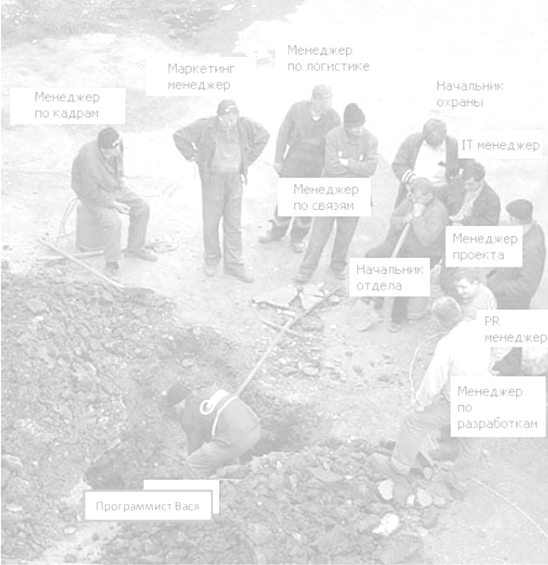 Менеджер
по логистике
Маркетинг
менеджер
Менеджер
по кадрам
Начальник
охраны
IT менеджер
Менеджер
по связям
Менеджер
проекта
Начальник
отдела
PR
менеджер
Менеджер
по
разработкам
Программист Вася